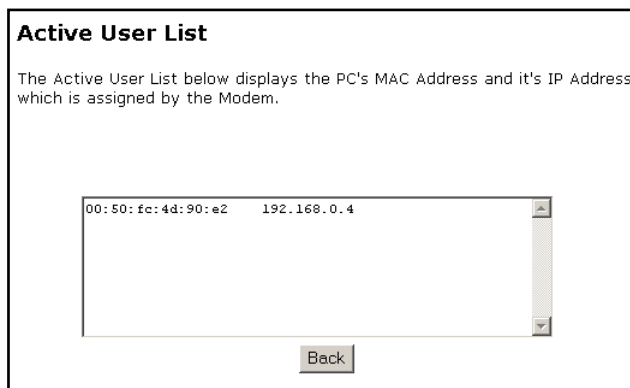 Active User List
The Active User List below displays the PC's MAC Address and it's IP Address
which is assigned by the Modem.
00:50:fc:4d:90:e2 192.168.0.4
Back